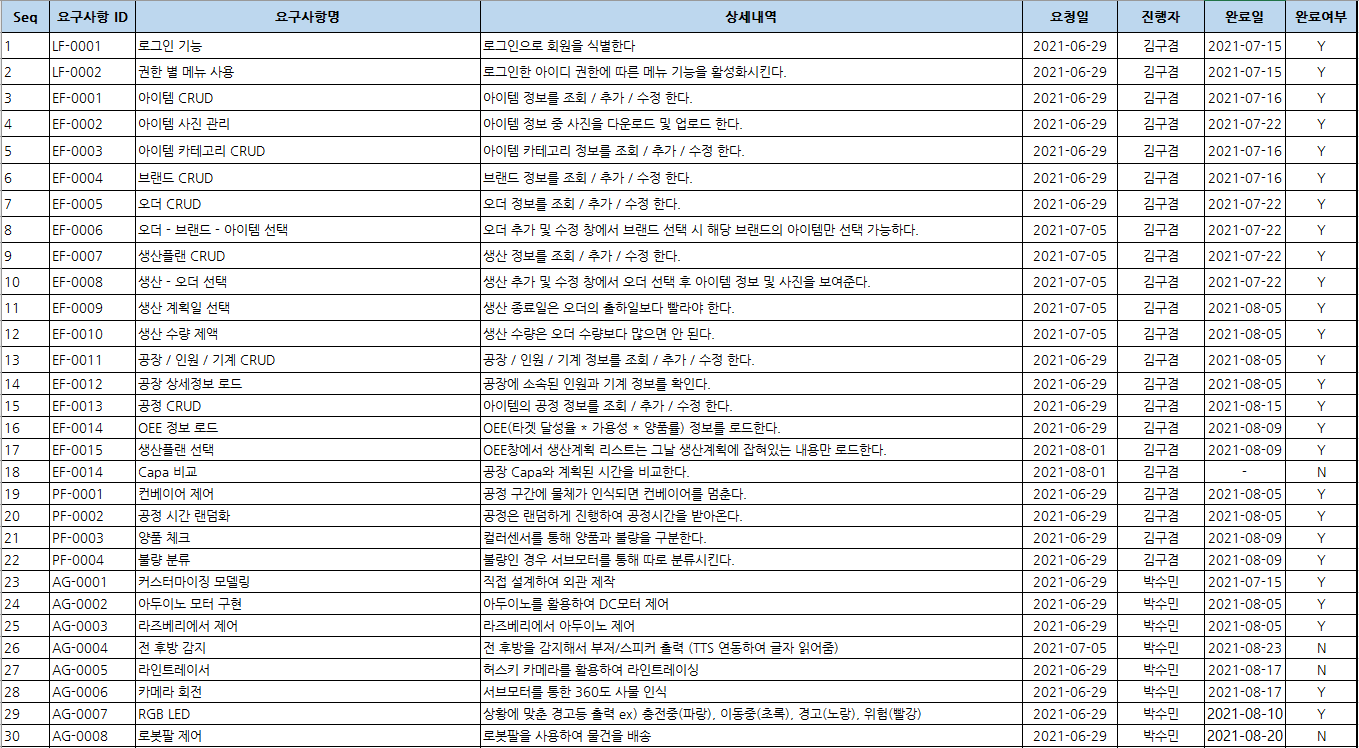 Seq 요구사항 ID 요구사항명 상세내역 요청일 진행자 완료일 완료여부
1 LF-0001 로그인 기능 로그인으로 회원을 식별한다 2021-06-29 김구겸 2021-07-15 Y
2 LF-0002 권한 별 메뉴 사용 로그인한 아이디 권한에 따른 메뉴 기능을 활성화시킨다. 2021-06-29 김구겸 2021-07-15 Y
3 EF-0001 아이템 CRUD 아이템 정보를 조회 / 추가 / 수정 한다. 2021-06-29 김구겸 2021-07-16 Y
4 EF-0002 아이템 사진 관리 아이템 정보 중 사진을 다운로드 및 업로드 한다. 2021-06-29 김구겸 2021-07-22 Y
5 EF-0003 아이템 카테고리 CRUD 아이템 카테고리 정보를 조회 / 추가 / 수정 한다. 2021-06-29 김구겸 2021-07-16 Y
6 EF-0004 브랜드 CRUD 브랜드 정보를 조회 / 추가 / 수정 한다. 2021-06-29 김구겸 2021-07-16 Y
7 EF-0005 오더 CRUD 오더 정보를 조회 / 추가 / 수정 한다. 2021-06-29 김구겸 2021-07-22 Y
8 EF-0006 오더 - 브랜드 - 아이템 선택 오더 추가 및 수정 창에서 브랜드 선택 시 해당 브랜드의 아이템만 선택 가능하다. 2021-07-05 김구겸 2021-07-22 Y
9 EF-0007 생산플랜 CRUD 생산 정보를 조회 / 추가 / 수정 한다. 2021-07-05 김구겸 2021-07-22 Y
10 EF-0008 생산 - 오더 선택 생산 추가 및 수정 창에서 오더 선택 후 아이템 정보 및 사진을 보여준다. 2021-07-05 김구겸 2021-07-22 Y
11 EF-0009 생산 계획일 선택 생산 종료일은 오더의 출하일보다 빨라야 한다. 2021-07-05 김구겸 2021-08-05 Y
12 EF-0010 생산 수량 제액 생산 수량은 오더 수량보다 많으면 안 된다. 2021-07-05 김구겸 2021-08-05 Y
13 EF-0011 공장 / 인원 / 기계 CRUD 공장 / 인원 / 기계 정보를 조회 / 추가 / 수정 한다. 2021-06-29 김구겸 2021-08-05 Y
14 EF-0012 공장 상세정보 로드 공장에 소속된 인원과 기계 정보를 확인다. 2021-06-29 김구겸 2021-08-05 Y
15 EF-0013 공정 CRUD 아이템의 공정 정보를 조회 / 추가 / 수정 한다. 2021-06-29 김구겸 2021-08-15 Y
16 EF-0014 OEE 정보 로드 OEE(타겟 달성율 * 가용성 * 양품률) 정보를 로드한다. 2021-06-29 김구겸 2021-08-09 Y
17 EF-0015 생산플랜 선택 OEE창에서 생산계획 리스트는 그날 생산계획에 잡혀있는 내용만 로드한다. 2021-08-01 김구겸 2021-08-09 Y
18 EF-0014 Capa 비교 공장 Capa와 계획된 시간을 비교한다. 2021-08-01 김구겸 - N
19 PF-0001 컨베이어 제어 공정 구간에 물체가 인식되면 컨베이어를 멈춘다. 2021-06-29 김구겸 2021-08-05 Y
20 PF-0002 공정 시간 랜덤화 공정은 랜덤하게 진행하여 공정시간을 받아온다. 2021-06-29 김구겸 2021-08-05 Y
21 PF-0003 양품 체크 컬러센서를 통해 양품과 불량을 구분한다. 2021-06-29 김구겸 2021-08-09 Y
22 PF-0004 불량 분류 불량인 경우 서브모터를 통해 따로 분류시킨다. 2021-06-29 김구겸 2021-08-09 Y
23 AG-0001 커스터마이징 모델링 직접 설계하여 외관 제작 2021-06-29 박수민 2021-07-15 Y
24 AG-0002 아두이노 모터 구현 아두이노를 활용하여 DC모터 제어 2021-06-29 박수민 2021-08-05 Y
25 AG-0003 라즈베리에서 제어 라즈베리에서 아두이노 제어 2021-06-29 박수민 2021-08-05 Y
26 AG-0004 전 후방 감지 전 후방을 감지해서 부저/스피커 출력 (TTS 연동하여 글자 읽어줌) 2021-07-05 박수민 2021-08-23 N
27 AG-0005 라인트레이서 허스키 카메라를 활용하여 라인트레이싱 2021-06-29 박수민 2021-08-17 N
28 AG-0006 카메라 회전 서브모터를 통한 360도 사물 인식 2021-06-29 박수민 2021-08-17 Y
29 AG-0007 RGB LED 상황에 맞춘 경고등 출력 ex) 충전중(파랑), 이동중(초록), 경고(노랑), 위험(빨강) 2021-06-29 박수민 2021-08-10 Y
30 AG-0008 로봇팔 제어 로봇팔을 사용하여 물건을 배송 2021-06-29 박수민 2021-08-20 N